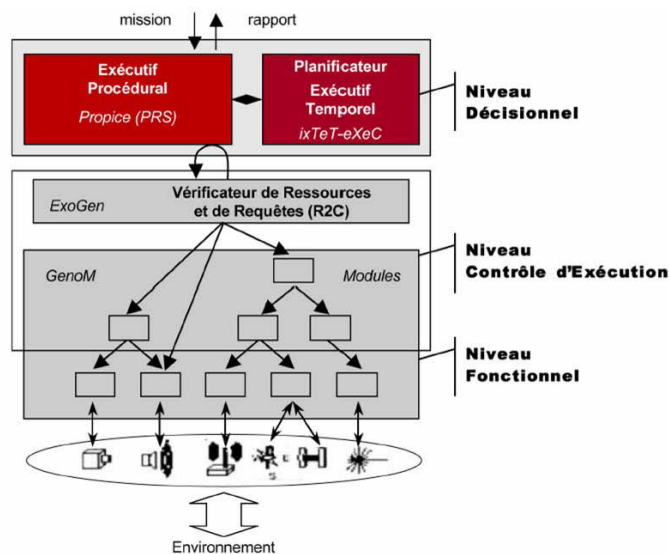 mission rapport
Exécutif
Procédural
Propice (PRS)
Planificateur
Exécutif
Temporel
ixTeT-eXeC
Niveau
Décisionnel
ExoGen
Vérificateur de Ressources
et de Requêtes (R2C)
Niveau
Contrôle d'Exécution
GenoM
Modules
Niveau
Fonctionnel
Environnement